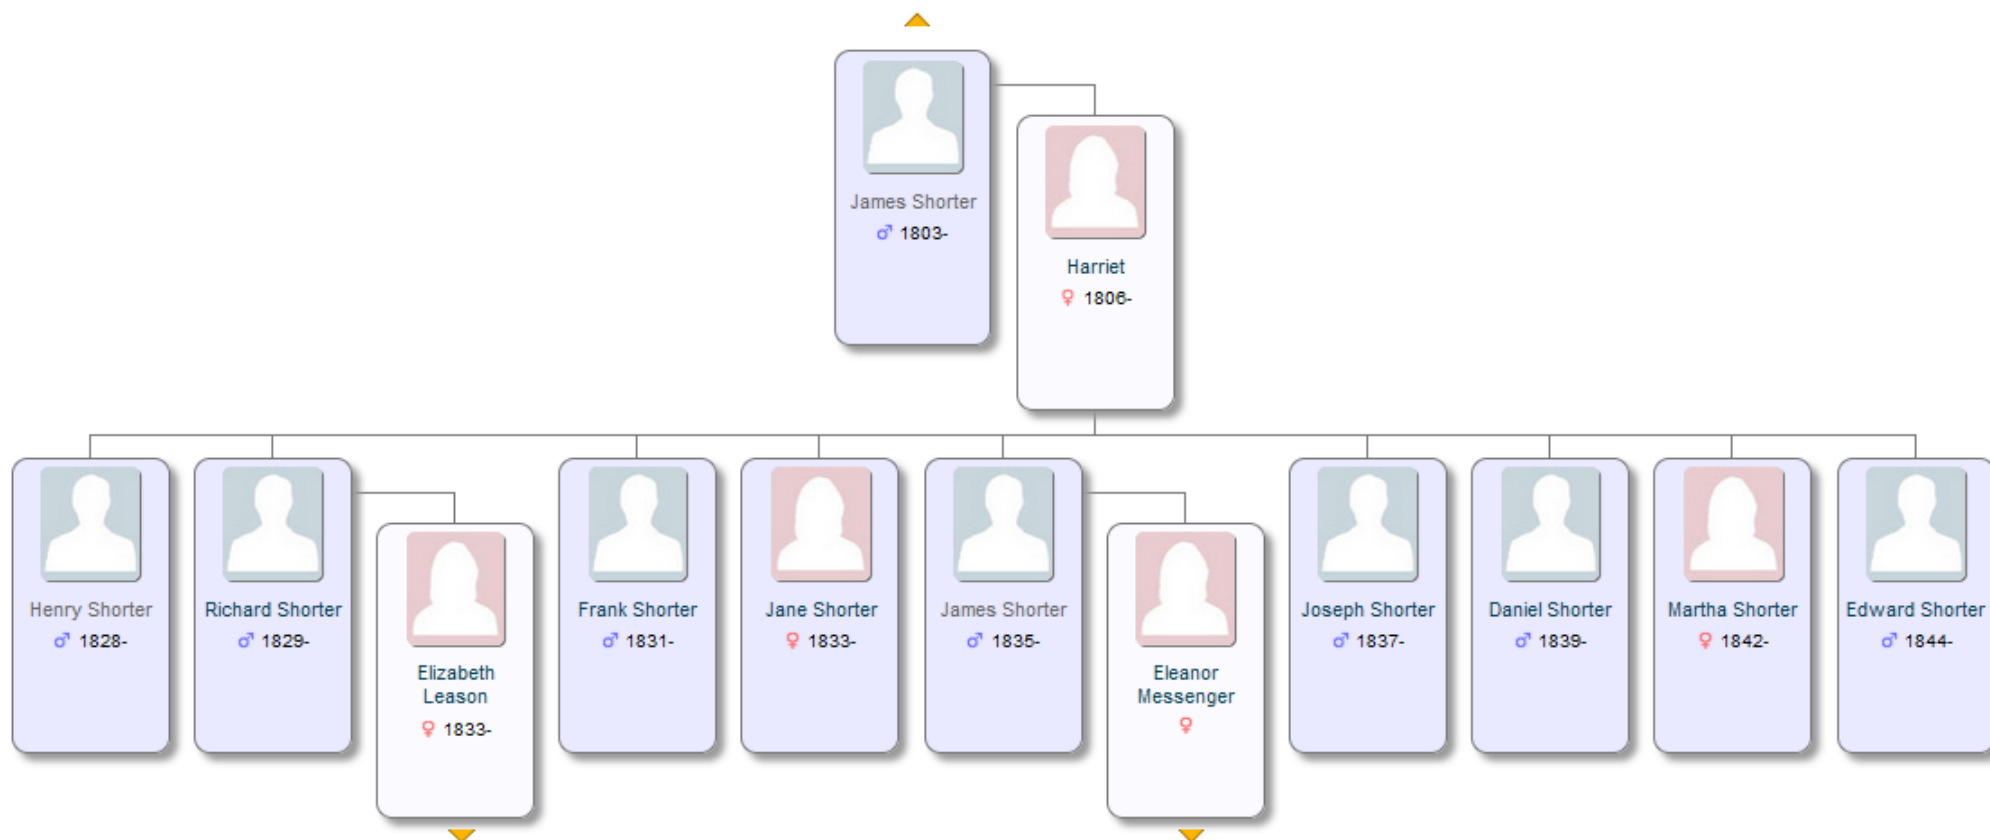 James Shorter
♂ 1803-
Harriet
♀ 1806-
Henry Shorter
♂ 1828-
Richard Shorter
♂ 1829-
Elizabeth
Leason
♀ 1833-
Frank Shorter
♂ 1831-
Jane Shorter
♀ 1833-
James Shorter
♂ 1835-
Eleanor
Messenger
♀
Joseph Shorter
♂ 1837-
Daniel Shorter
♂ 1839-
Martha Shorter
♀ 1842-
Edward Shorter
♂ 1844-